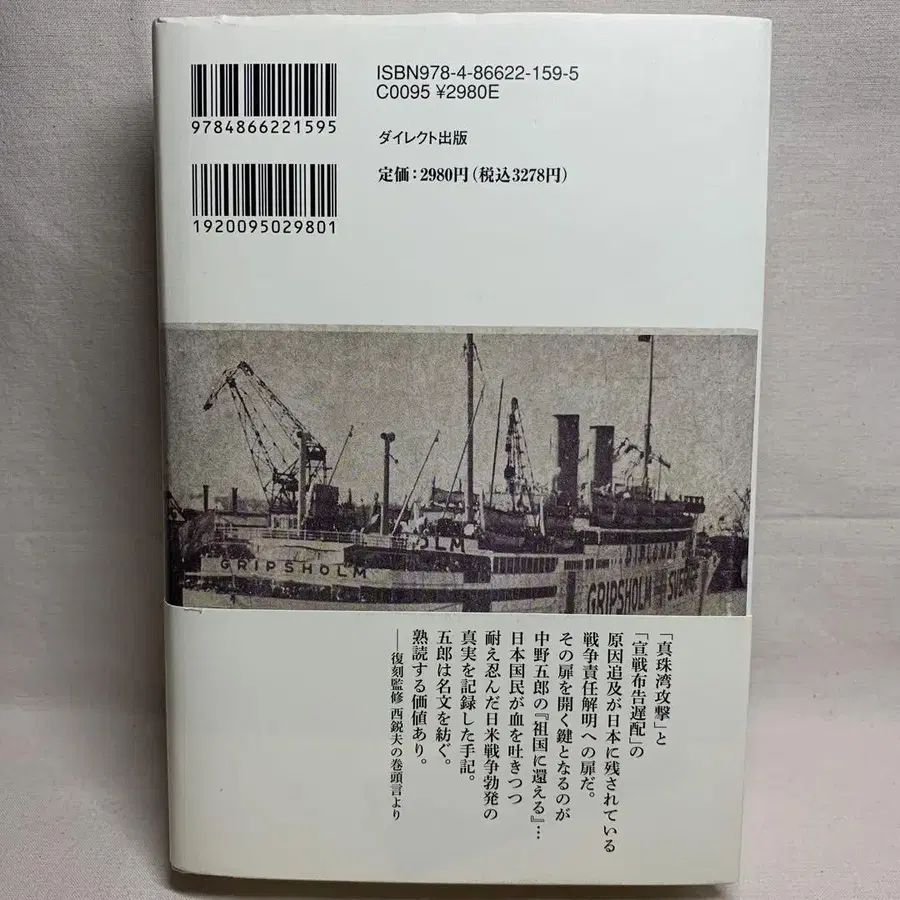 ISBN978-4-86622-159-5
C0095 ¥2980E
9784866221595
ダイレクト出版
定価：2980円（税込3278円）
1920095029801
OLM
GRIPSHOLM
DIPLOMAT
GRIPSHOLM
「真珠湾攻撃」と
「宣戦布告遅配」の
原因追及が日本に残されている
戦争責任解明への扉だ。
その扉を開く鍵となるのが
中野五郎の『祖国に還える』…
日本国民が血を吐きつつ
耐え忍んだ日米戦争勃発の
真実を記録した手記。
五郎は名文を紡ぐ。
熟読する価値あり。
――復刻監修 西鋭夫の巻頭言より